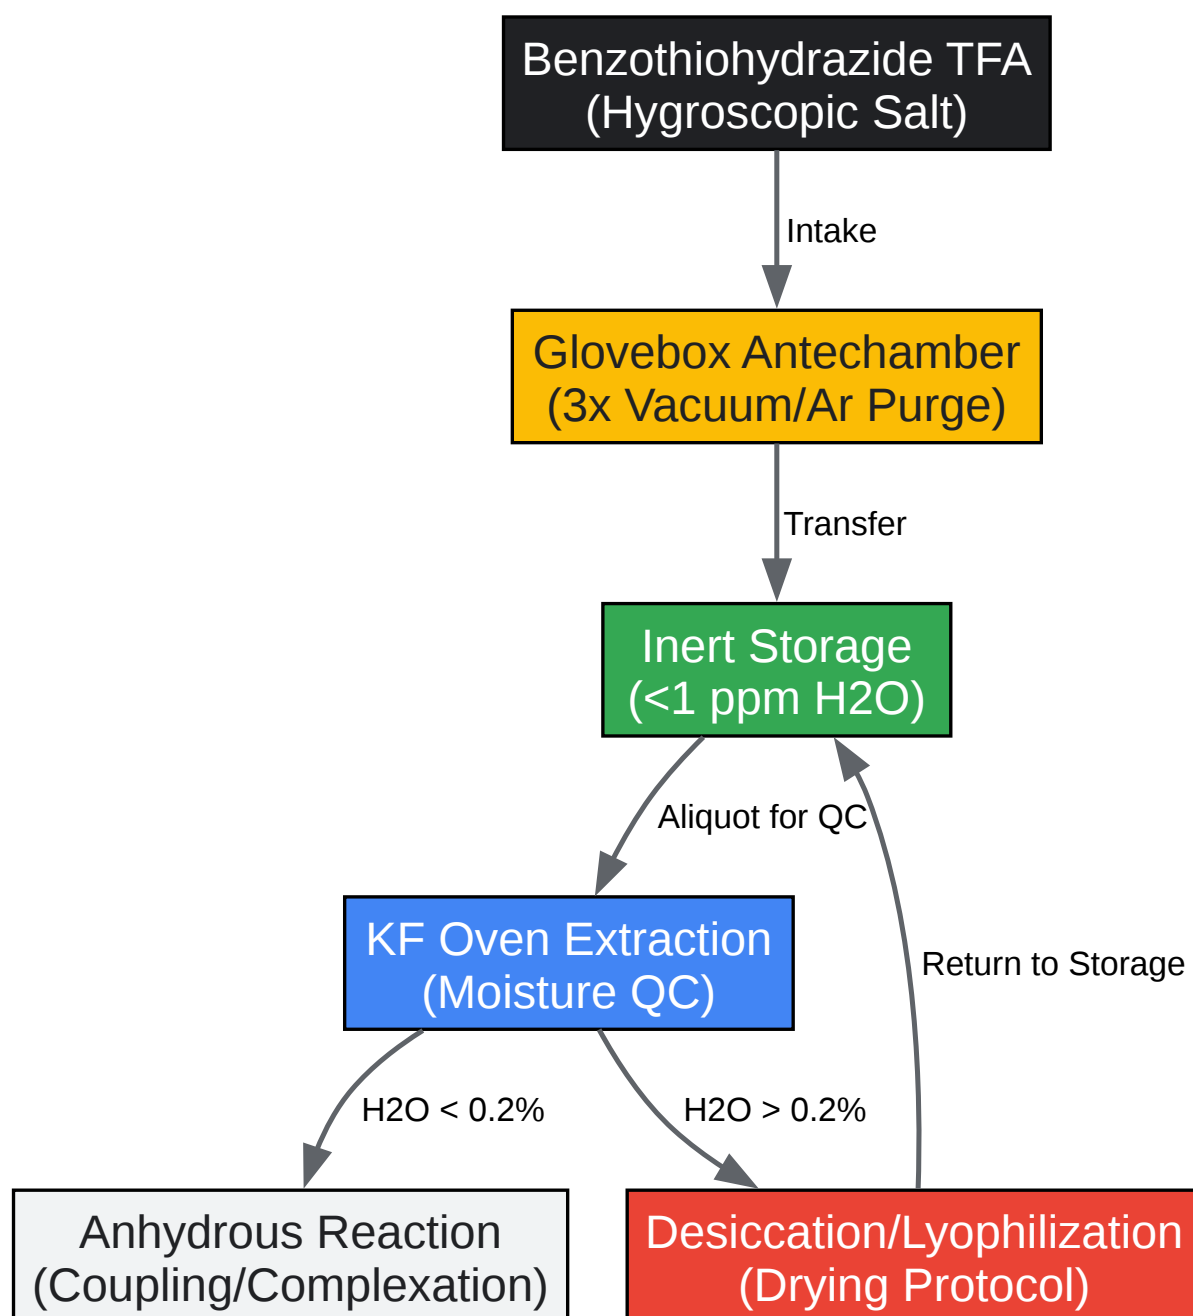 Benzothiohydrazide TFA
(Hygroscopic Salt)
Intake
Glovebox Antechamber
(3x Vacuum/Ar Purge)
Transfer
Inert Storage
(<1 ppm H2O)
Aliquot for QC
KF Oven Extraction
(Moisture QC)
Return to Storage
H2O < 0.2%
H2O > 0.2%
Anhydrous Reaction
(Coupling/Complexation)
Desiccation/Lyophilization
(Drying Protocol)